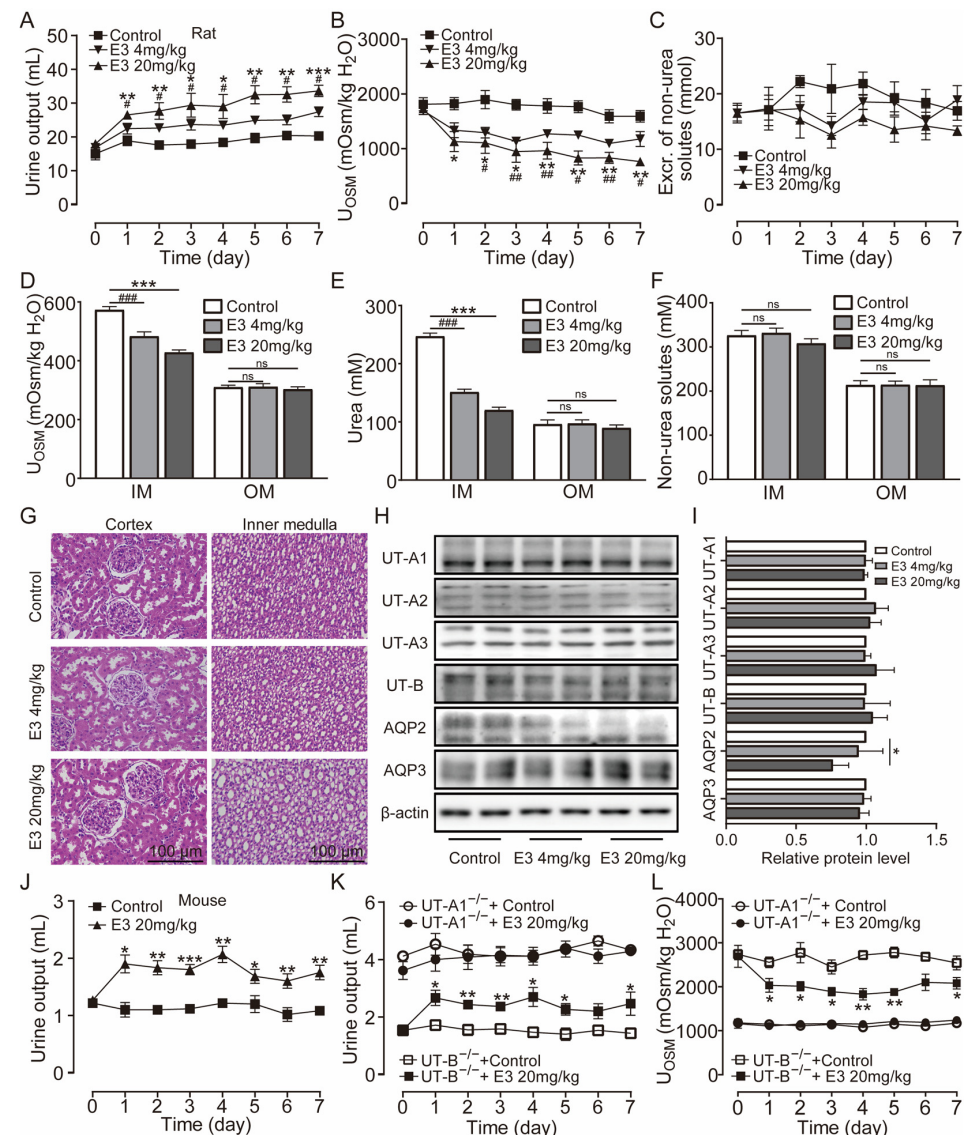 A
Rat
Control
E3 4mg/kg
E3 20mg/kg
Urine output (mL)
50
40
30
20
10
0
** ** * * ** ** ***
# # # # # # #
0 1 2 3 4 5 6 7
Time (day)
B
Control
E3 4mg/kg
E3 20mg/kg
UOSM (mOsm/kg H2O)
3000
2000
1000
0
* * * ** ** ** **
# ## ## # ## #
0 1 2 3 4 5 6 7
Time (day)
C
Excr. of non-urea
solutes (mmol)
30
20
10
0
Control
E3 4mg/kg
E3 20mg/kg
0 1 2 3 4 5 6 7
Time (day)
D
UOSM (mOsm/kg H2O)
600
400
200
0
***
###
ns
ns
Control
E3 4mg/kg
E3 20mg/kg
IM OM
E
Urea (mM)
300
200
100
0
***
###
ns
ns
Control
E3 4mg/kg
E3 20mg/kg
IM OM
F
Non-urea solutes (mM)
400
300
200
0
ns
ns
ns
ns
Control
E3 4mg/kg
E3 20mg/kg
IM OM
G
Cortex Inner medulla
Control
E3 4mg/kg
E3 20mg/kg
100 μm 100 μm
H
UT-A1
UT-A2
UT-A3
UT-B
AQP2
AQP3
β-actin
Control E3 4mg/kg E3 20mg/kg
I
Control
E3 4mg/kg
E3 20mg/kg
UT-A1
UT-A2
UT-A3
UT-B
AQP2
AQP3
*
0.0 0.5 1.0 1.5
Relative protein level
J
Mouse
Control
E3 20mg/kg
Urine output (mL)
3
2
1
0
* ** *** ** * ** **
0 1 2 3 4 5 6 7
Time (day)
K
UT-A1−/−+ Control
UT-A1−/−+ E3 20mg/kg
Urine output (mL)
6
4
2
0
* ** ** * * *
UT-B−/−+Control
UT-B−/−+ E3 20mg/kg
0 1 2 3 4 5 6 7
Time (day)
L
UT-A1−/−+ Control
UT-A1−/−+ E3 20mg/kg
UOSM (mOsm/kg H2O)
4000
3000
2000
1000
0
* * * ** ** *
UT-B−/−+ Control
UT-B−/−+ E3 20mg/kg
0 1 2 3 4 5 6 7
Time (day)